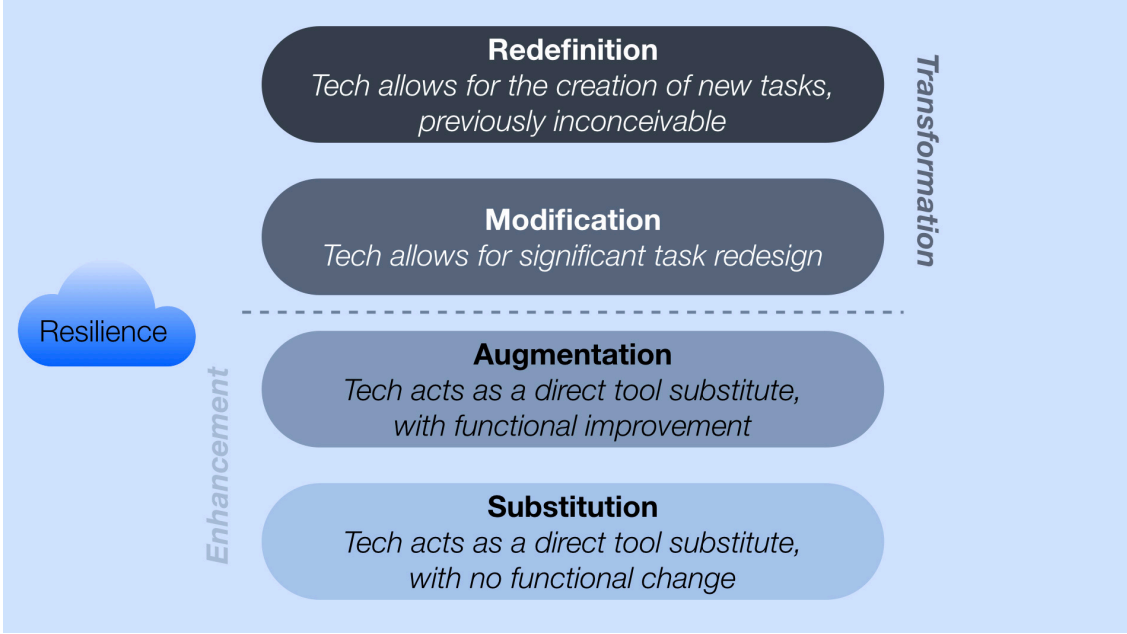 Redefinition
Tech allows for the creation of new tasks,
previously inconceivable
Transformation
Modification
Tech allows for significant task redesign
Resilience
Augmentation
Tech acts as a direct tool substitute,
with functional improvement
Enhancement
Substitution
Tech acts as a direct tool substitute,
with no functional change